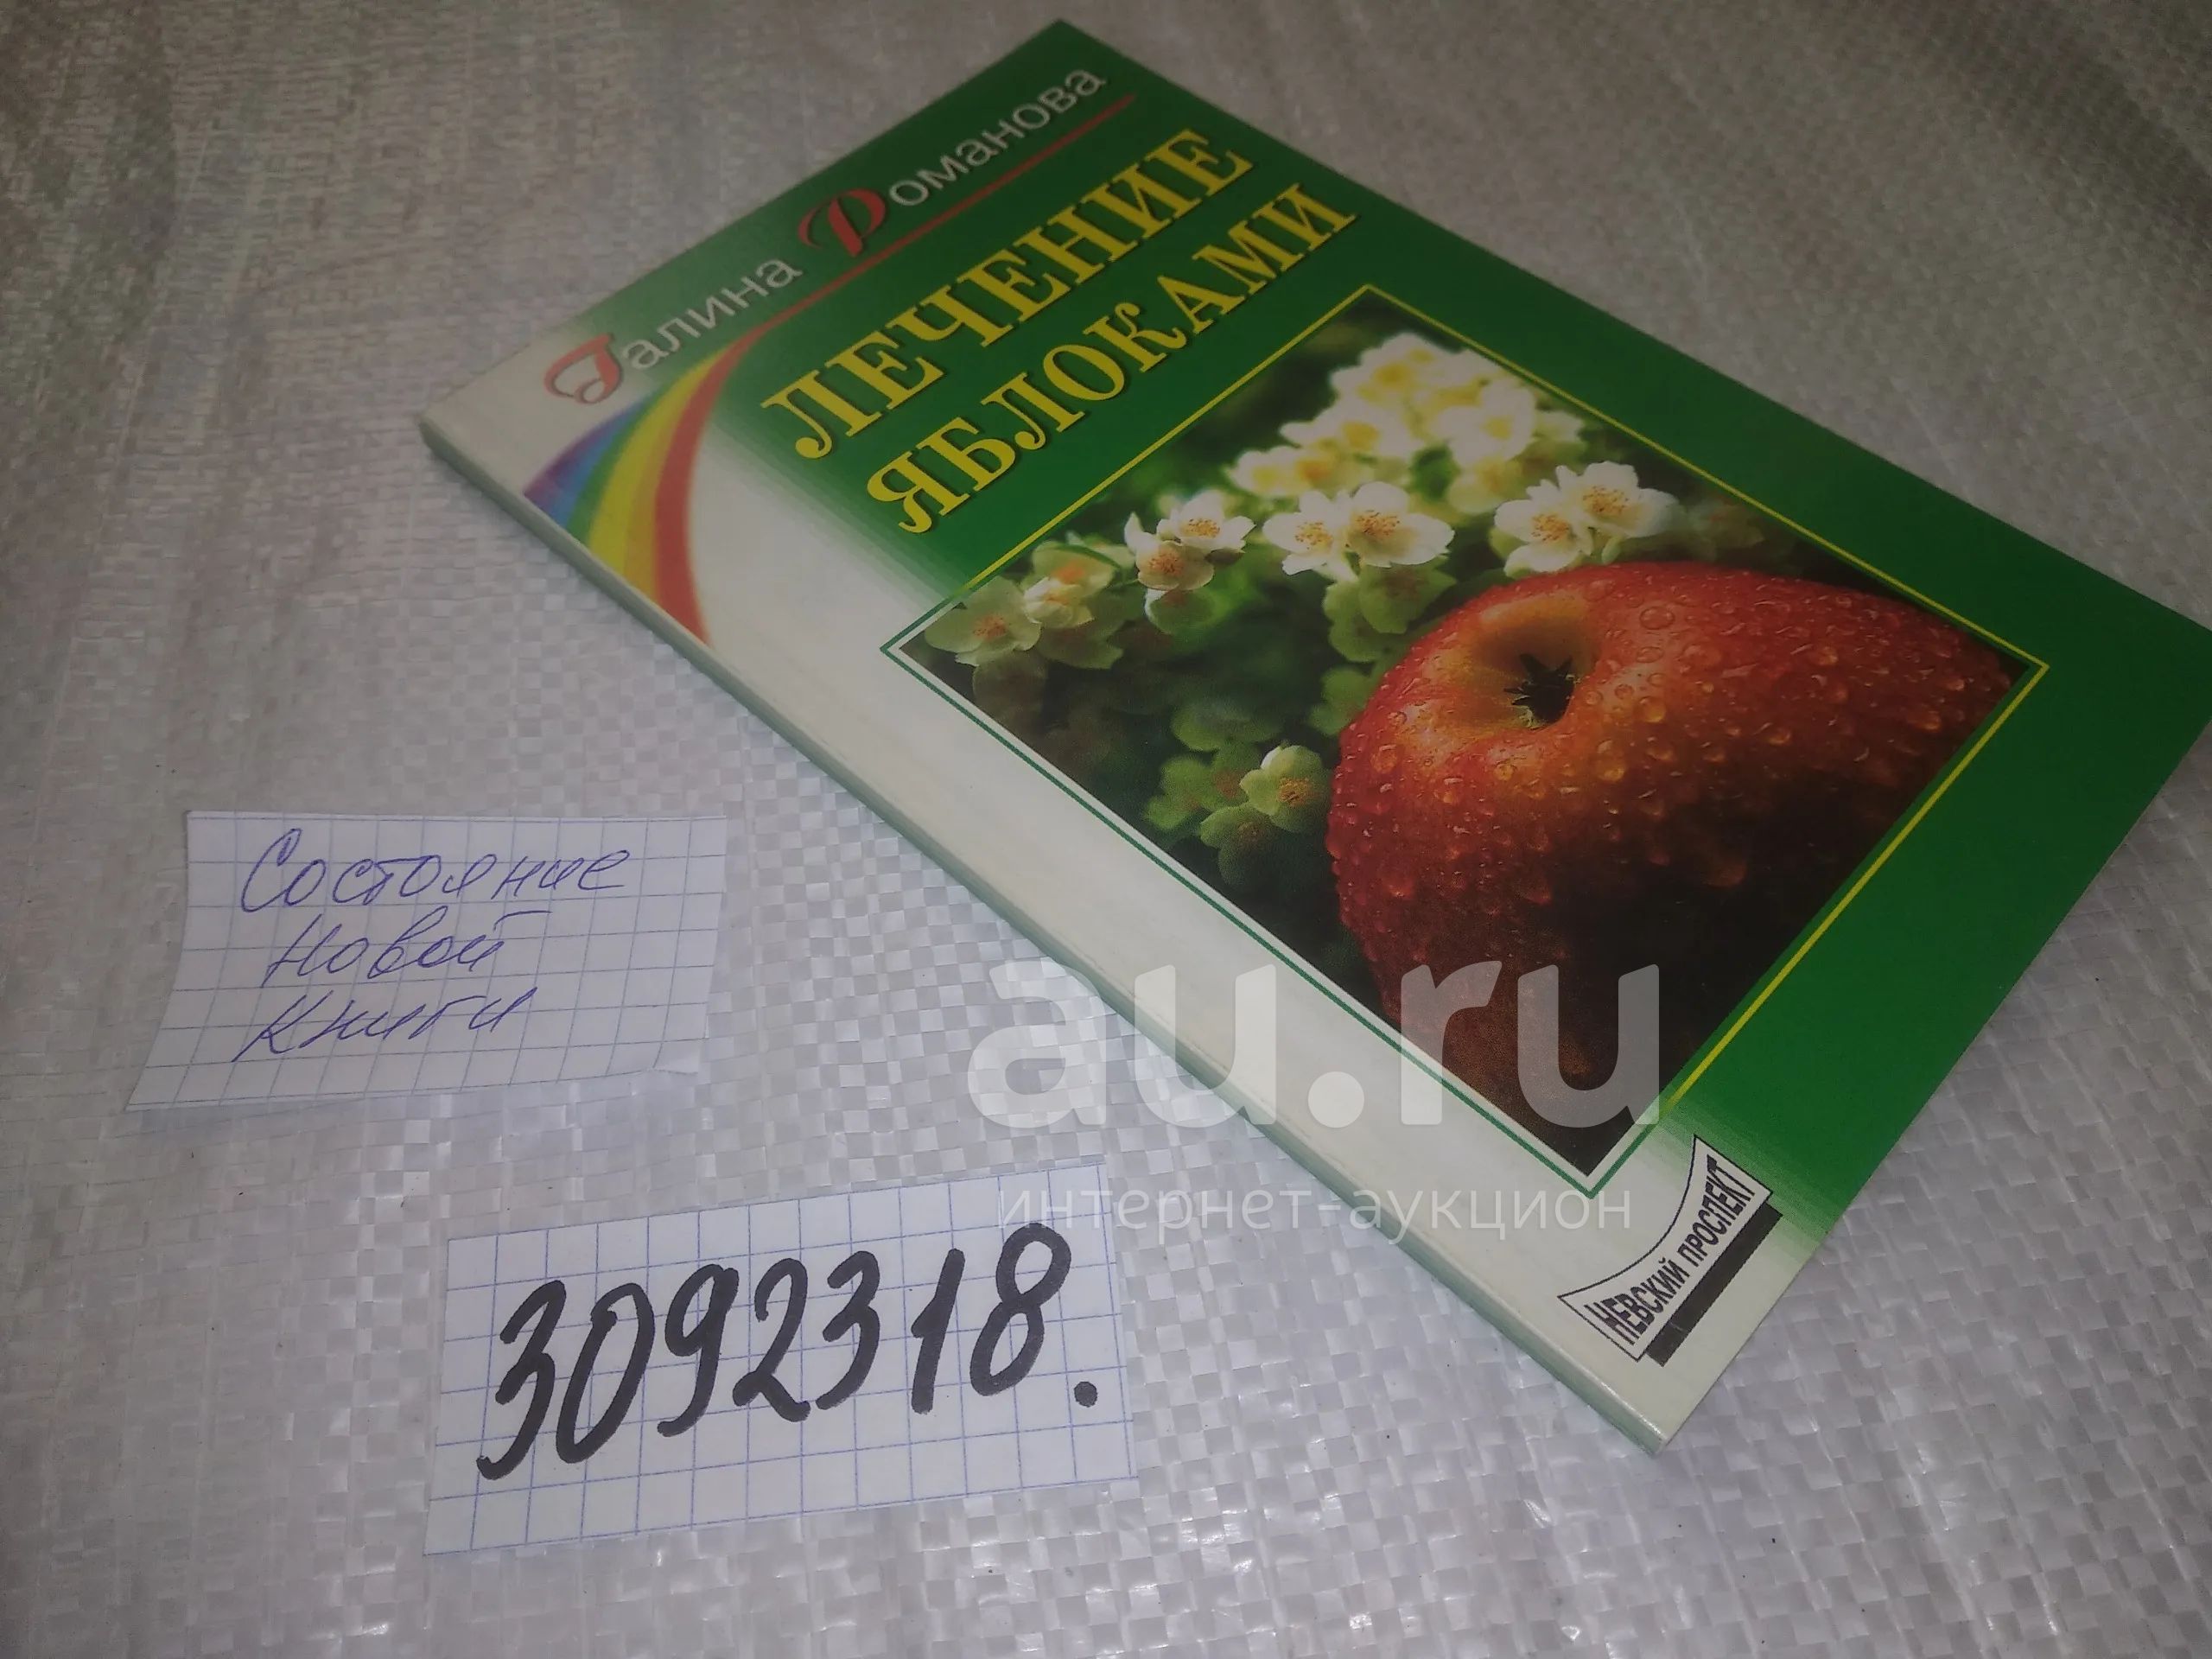 Галина Романова
ЛЕЧЕНИЕ
ЯБЛОКАМИ
НЕВСКИЙ ПРОСПЕКТ
Состояние
новой
книги
3092318.
au.ru
интернет-аукцион